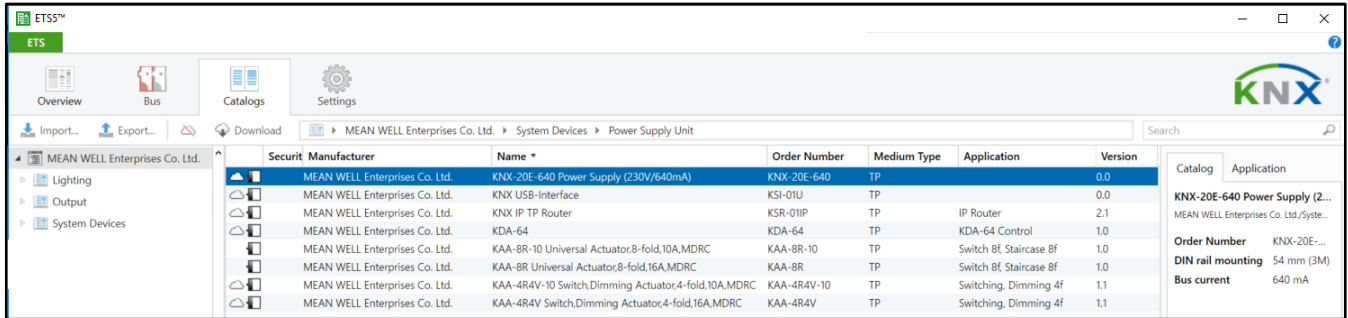 ETS5™
ETS
Overview Bus Catalogs Settings
KNX
Import... Export... Download MEAN WELL Enterprises Co. Ltd. System Devices Power Supply Unit Search
MEAN WELL Enterprises Co. Ltd.
Lighting
Output
System Devices
Securit Manufacturer Name Order Number Medium Type Application Version
MEAN WELL Enterprises Co. Ltd. KNX-20E-640 Power Supply (230V/640mA) KNX-20E-640 TP 0.0
MEAN WELL Enterprises Co. Ltd. KNX USB-Interface KSI-01U TP 0.0
MEAN WELL Enterprises Co. Ltd. KNX IP TP Router KSR-01IP TP IP Router 2.1
MEAN WELL Enterprises Co. Ltd. KDA-64 KDA-64 TP KDA-64 Control 1.0
MEAN WELL Enterprises Co. Ltd. KAA-8R-10 Universal Actuator,8-fold,10A,MDRC KAA-8R-10 TP Switch 8f, Staircase 8f 1.0
MEAN WELL Enterprises Co. Ltd. KAA-8R Universal Actuator,8-fold,16A,MDRC KAA-8R TP Switch 8f, Staircase 8f 1.0
MEAN WELL Enterprises Co. Ltd. KAA-4R4V-10 Switch,Dimming Actuator,4-fold,10A,MDRC KAA-4R4V-10 TP Switching, Dimming 4f 1.1
MEAN WELL Enterprises Co. Ltd. KAA-4R4V Switch,Dimming Actuator,4-fold,16A,MDRC KAA-4R4V TP Switching, Dimming 4f 1.1
Catalog Application
KNX-20E-640 Power Supply (2...
MEAN WELL Enterprises Co. Ltd./Syste...
Order Number KNX-20E-...
DIN rail mounting 54 mm (3M)
Bus current 640 mA